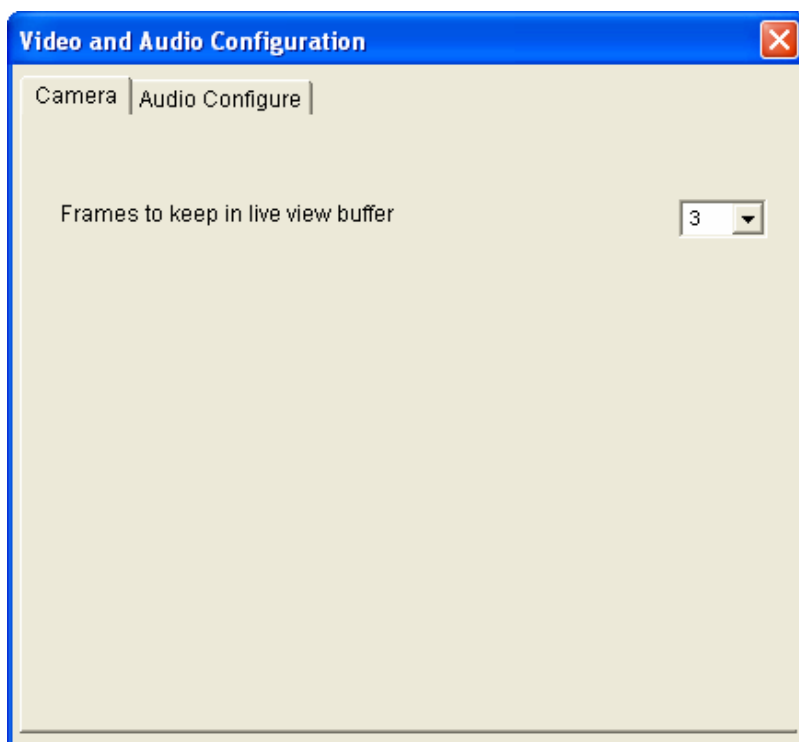 Video and Audio Configuration
Camera
Audio Configure
Frames to keep in live view buffer
3